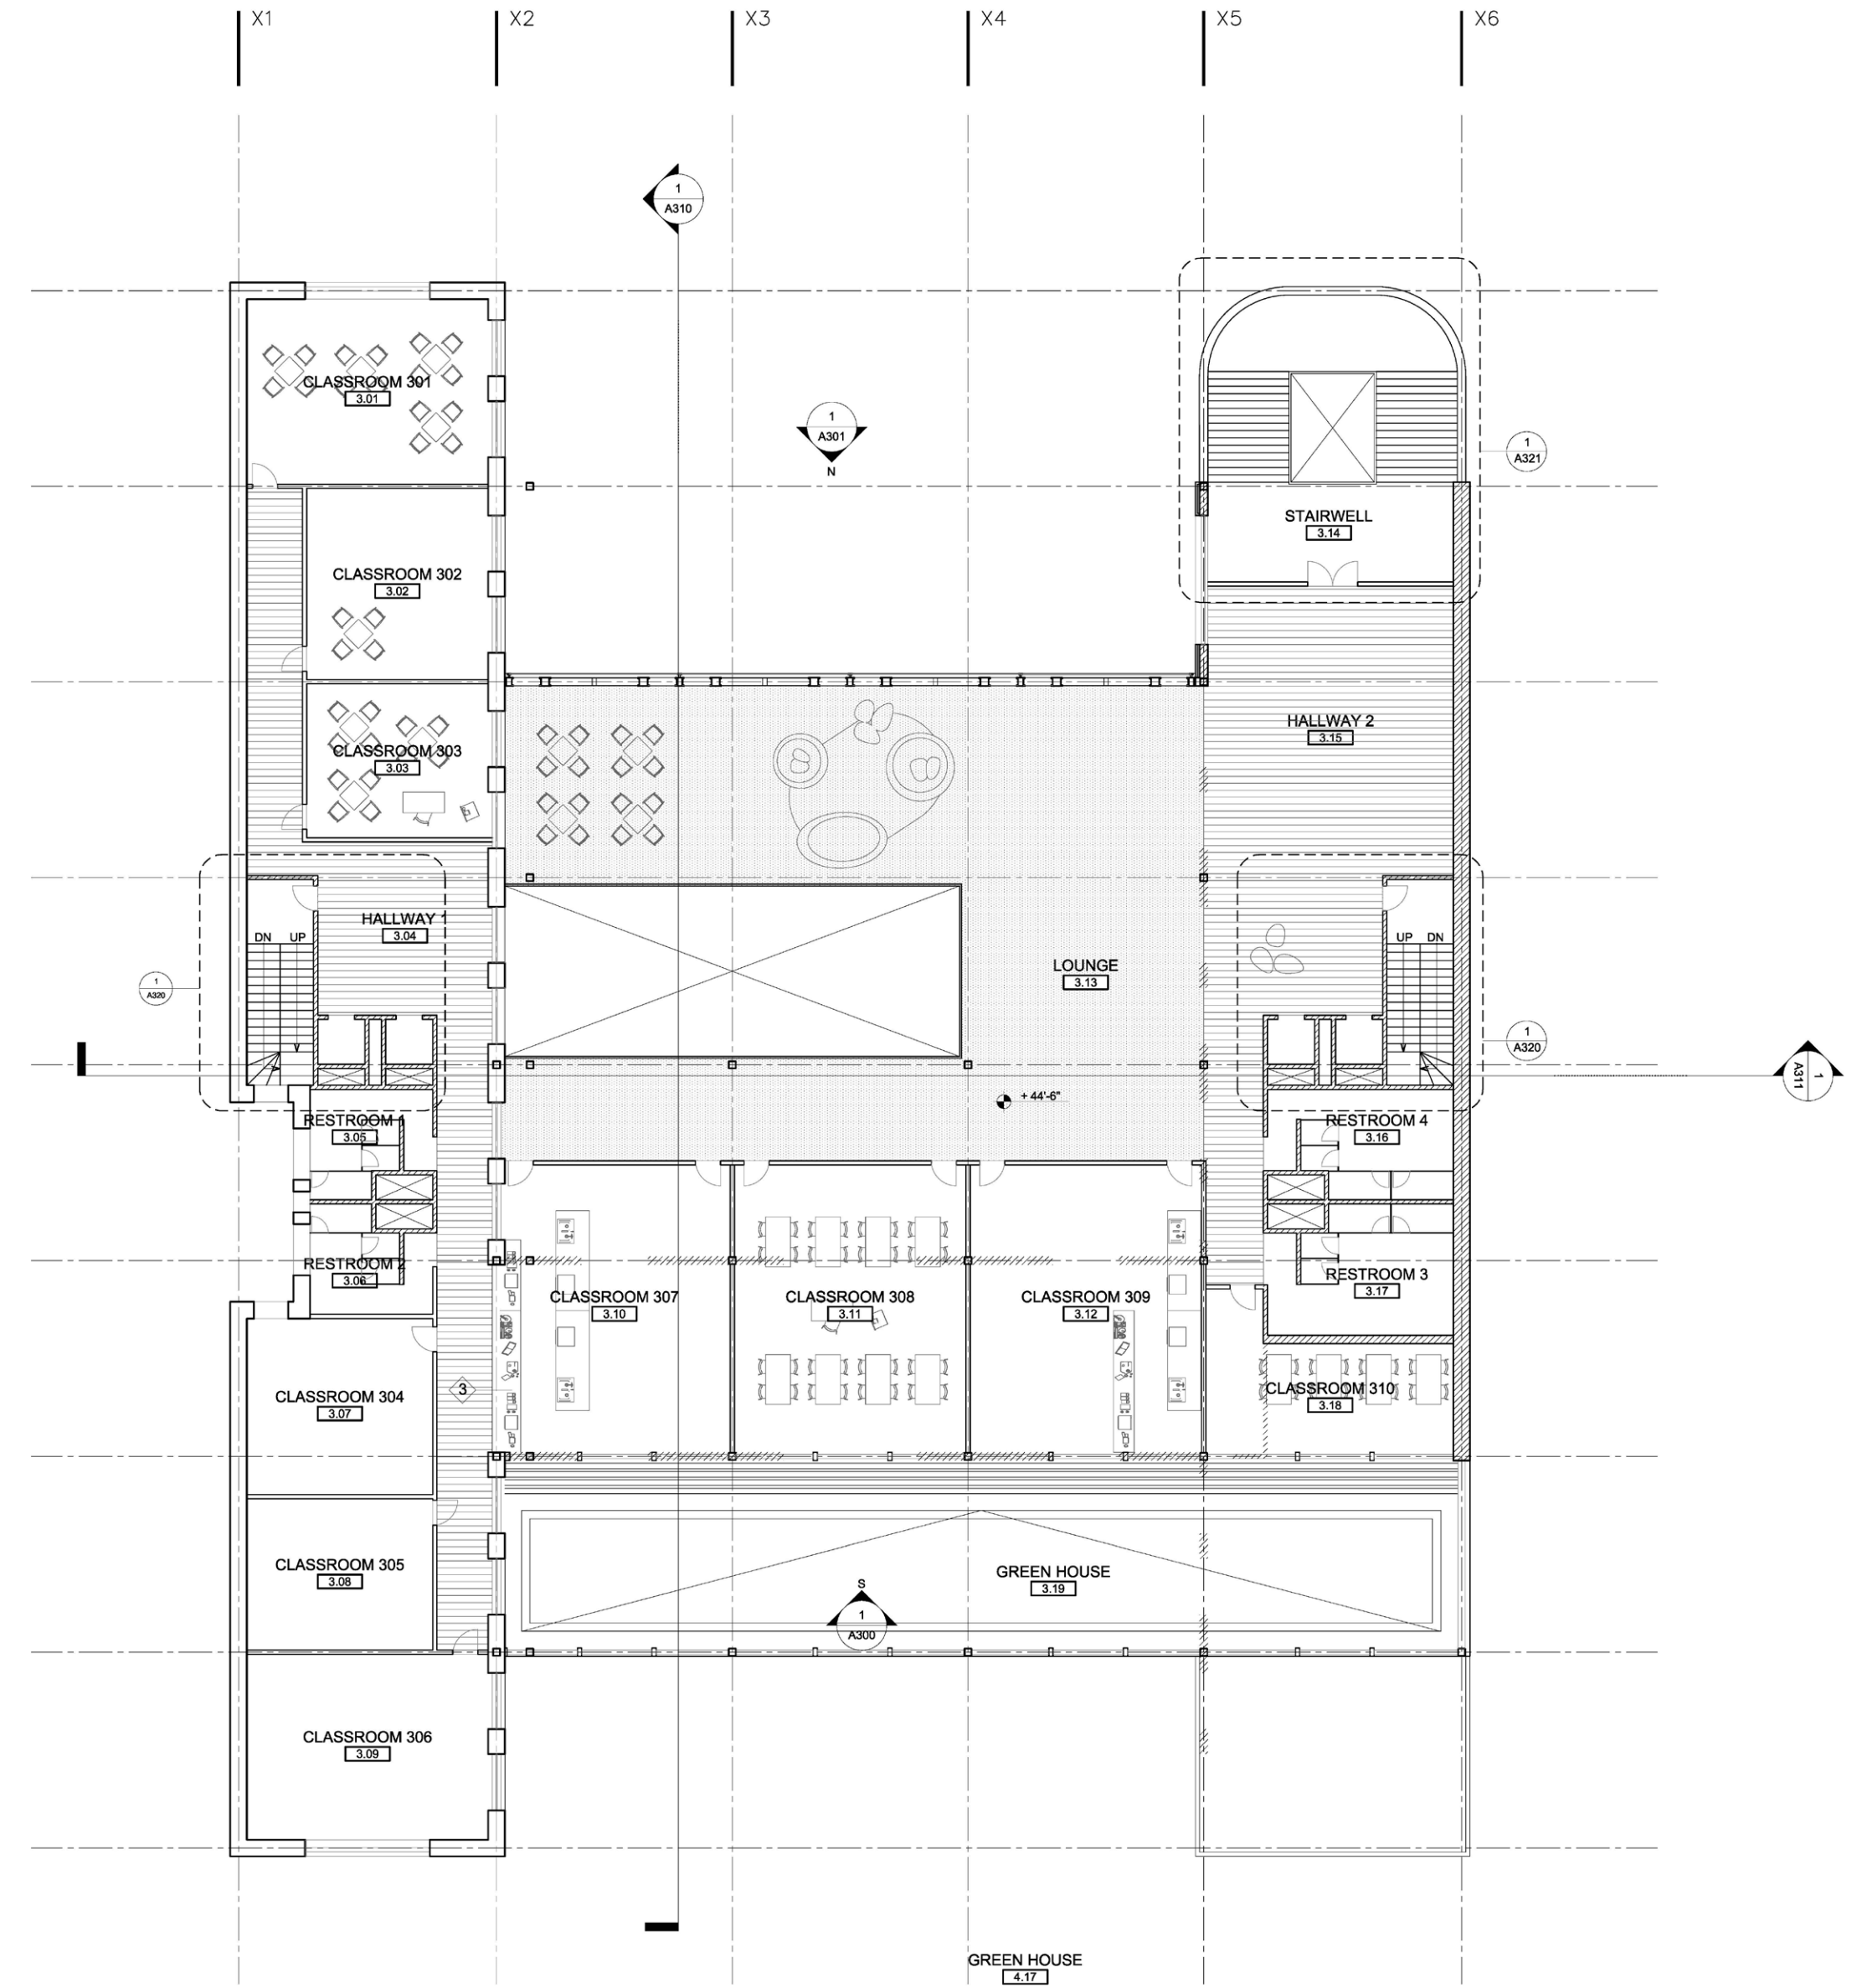 X1
X2
X3
X4
X5
X6
1
A310
1
A301
N
CLASSROOM 301
3.01
1
A321
STAIRWELL
3.14
CLASSROOM 302
3.02
HALLWAY 2
3.15
CLASSROOM 303
3.03
HALLWAY 1
3.04
DN
UP
UP
DN
LOUNGE
3.13
1
A320
1
A320
1
A311
+ 44'-6"
RESTROOM 1
3.05
RESTROOM 4
3.16
RESTROOM 2
3.06
RESTROOM 3
3.17
CLASSROOM 307
3.10
CLASSROOM 308
3.11
CLASSROOM 309
3.12
CLASSROOM 304
3.07
3
CLASSROOM 310
3.18
CLASSROOM 305
3.08
GREEN HOUSE
3.19
S
1
A300
CLASSROOM 306
3.09
GREEN HOUSE
4.17